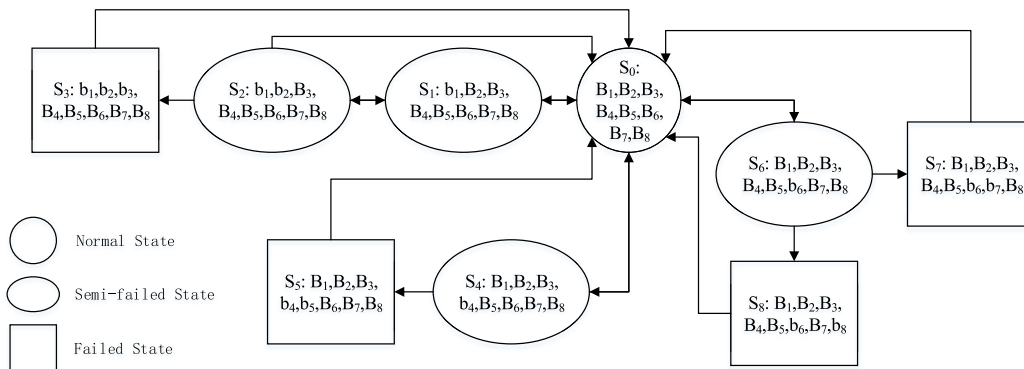 S₀:
B₁,B₂,B₃,
B₄,B₅,B₆,
B₇,B₈
S₃: b₁,b₂,b₃,
B₄,B₅,B₆,B₇,B₈
S₂: b₁,b₂,B₃,
B₄,B₅,B₆,B₇,B₈
S₁: b₁,B₂,B₃,
B₄,B₅,B₆,B₇,B₈
S₆: B₁,B₂,B₃,
B₄,B₅,b₆,B₇,B₈
S₇: B₁,B₂,B₃,
B₄,B₅,b₆,b₇,B₈
S₅: B₁,B₂,B₃,
b₄,b₅,B₆,B₇,B₈
S₄: B₁,B₂,B₃,
b₄,B₅,B₆,B₇,B₈
S₈: B₁,B₂,B₃,
B₄,B₅,b₆,B₇,b₈
Normal State
Semi-failed State
Failed State